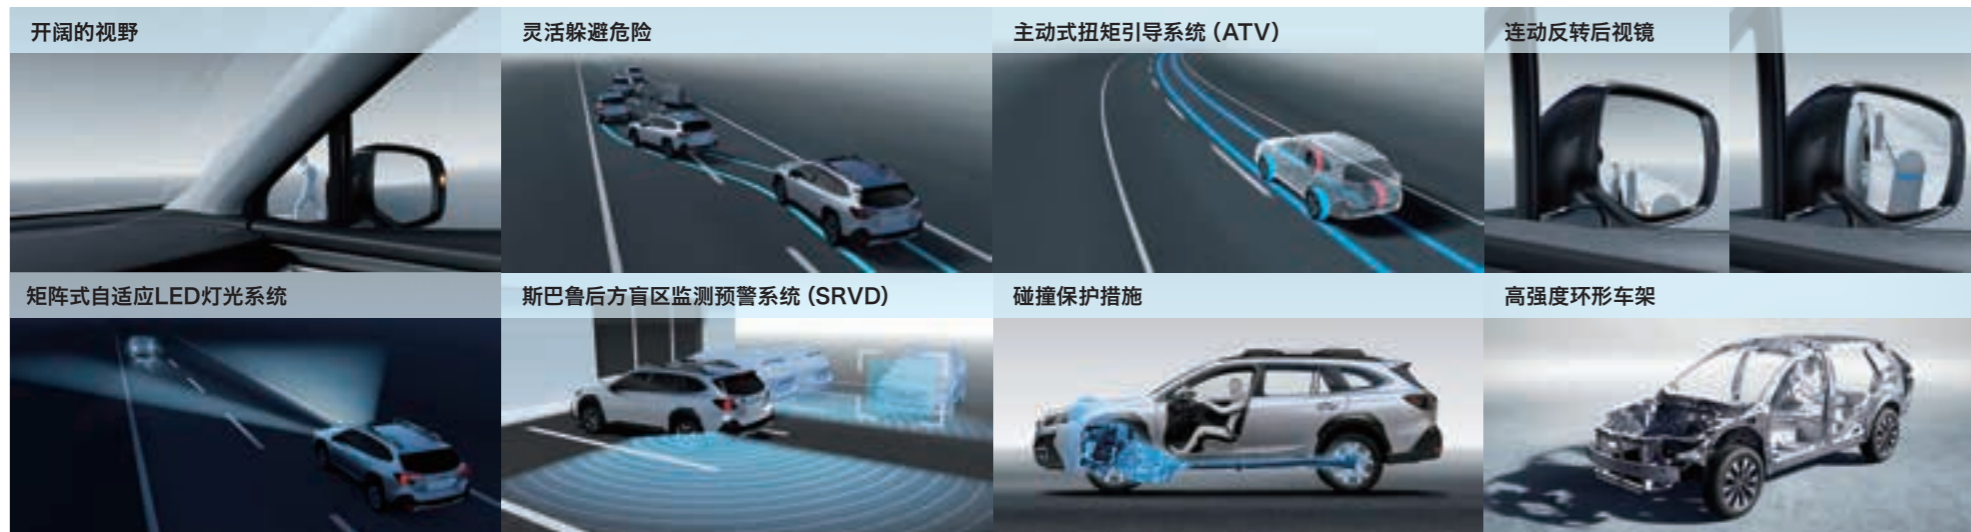 开阔的视野
灵活躲避危险
主动式扭矩引导系统（ATV）
连动反转后视镜
矩阵式自适应LED灯光系统
斯巴鲁后方盲区监测预警系统（SRVD）
碰撞保护措施
高强度环形车架